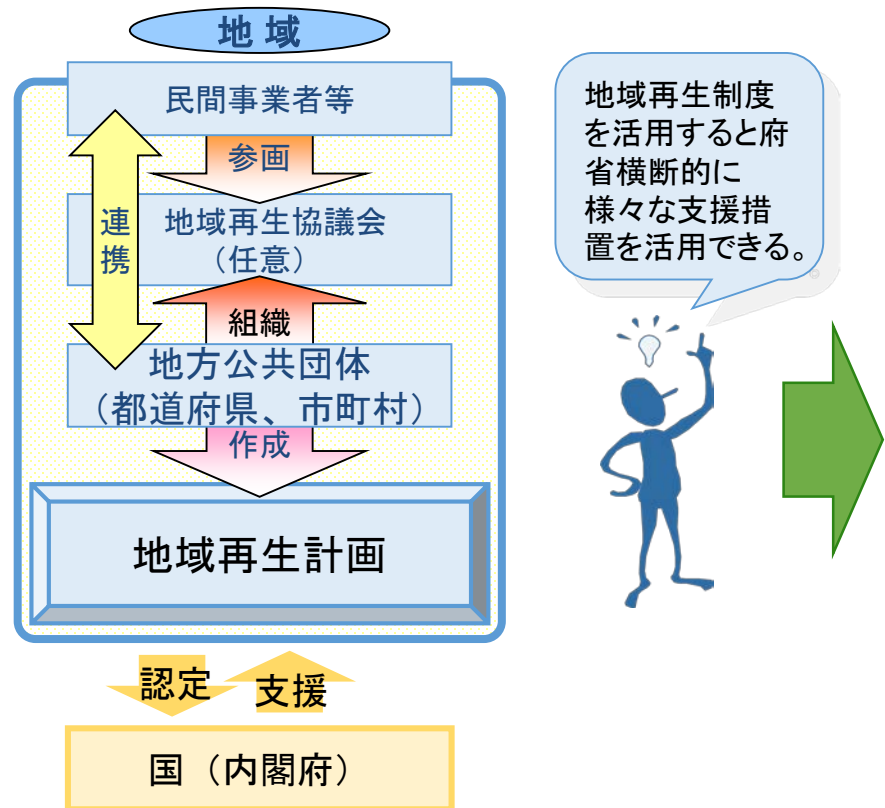 地域
民間事業者等
参画
連携
地域再生協議会
（任意）
組織
地方公共団体
（都道府県、市町村）
作成
地域再生計画
認定
支援
国（内閣府）
地域再生制度
を活用すると府
省横断的に
様々な支援措
置を活用できる。